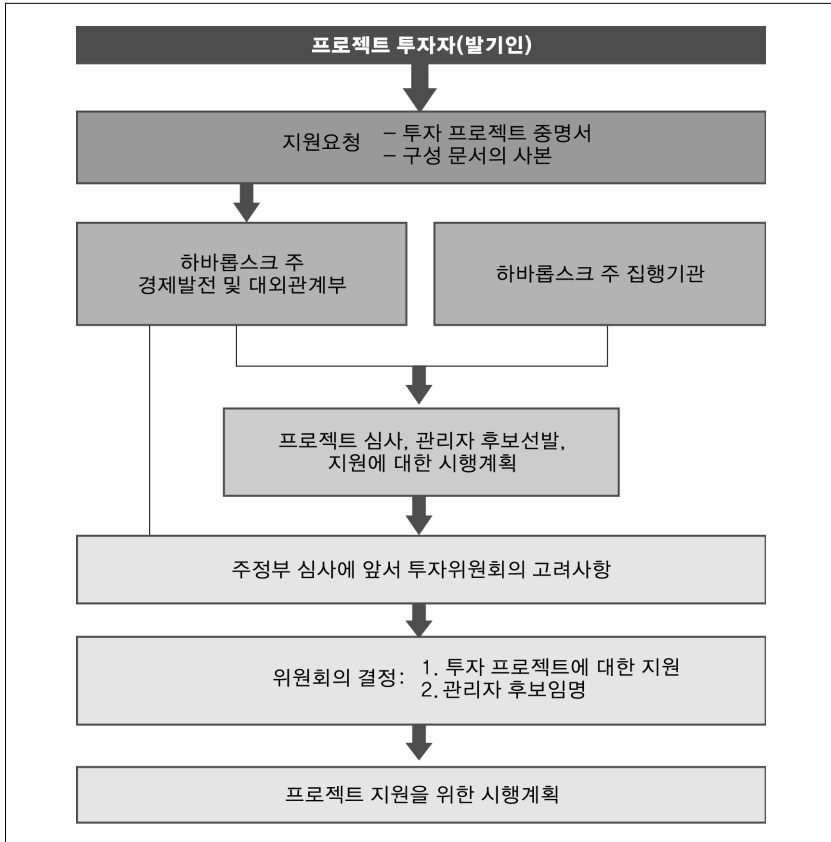 프로젝트 투자자(발기인)
지원요청
– 투자 프로젝트 중명서
– 구성 문서의 사본
하바롭스크 주
경제발전 및 대외관계부
하바롭스크 주 집행기관
프로젝트 심사, 관리자 후보선발,
지원에 대한 시행계획
주정부 심사에 앞서 투자위원회의 고려사항
위원회의 결정:
1. 투자 프로젝트에 대한 지원
2. 관리자 후보임명
프로젝트 지원을 위한 시행계획